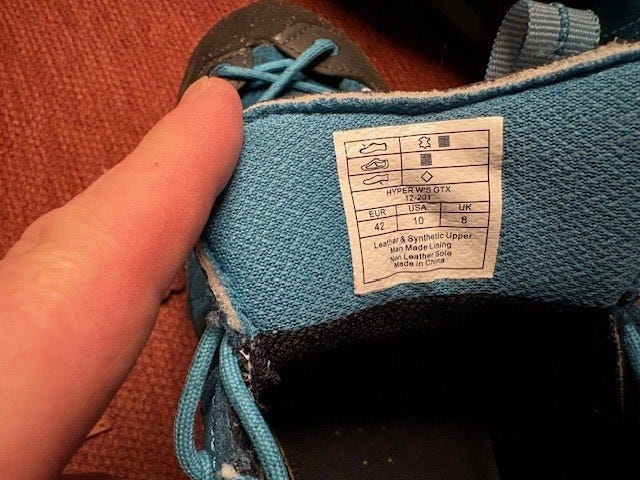 HYPER W'S GTX
12-201
EUR USA UK
42 10 8
Leather & Synthetic Upper
Man Made Lining
Non Leather Sole
Made in China